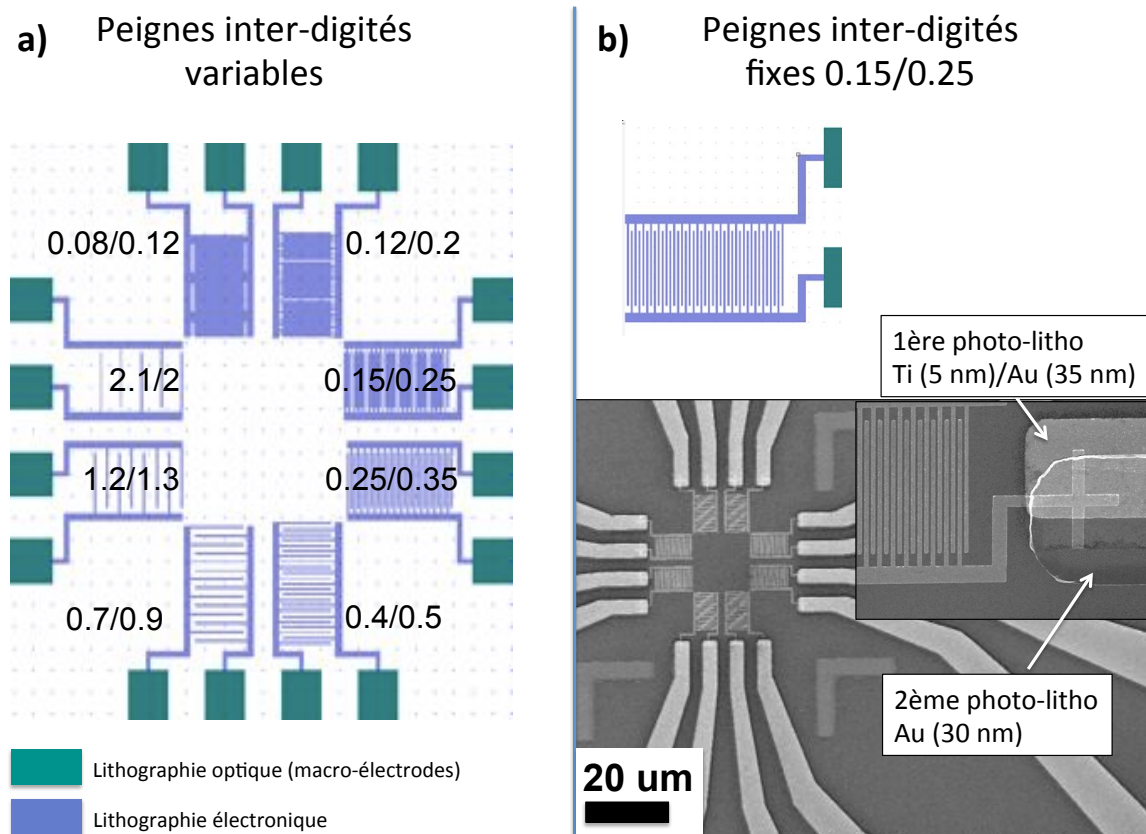 a)
Peignes inter-digités
variables
0.08/0.12
0.12/0.2
2.1/2
0.15/0.25
1.2/1.3
0.25/0.35
0.7/0.9
0.4/0.5
Lithographie optique (macro-électrodes)
Lithographie électronique
b)
Peignes inter-digités
fixes 0.15/0.25
1ère photo-litho
Ti (5 nm)/Au (35 nm)
2ème photo-litho
Au (30 nm)
20 um